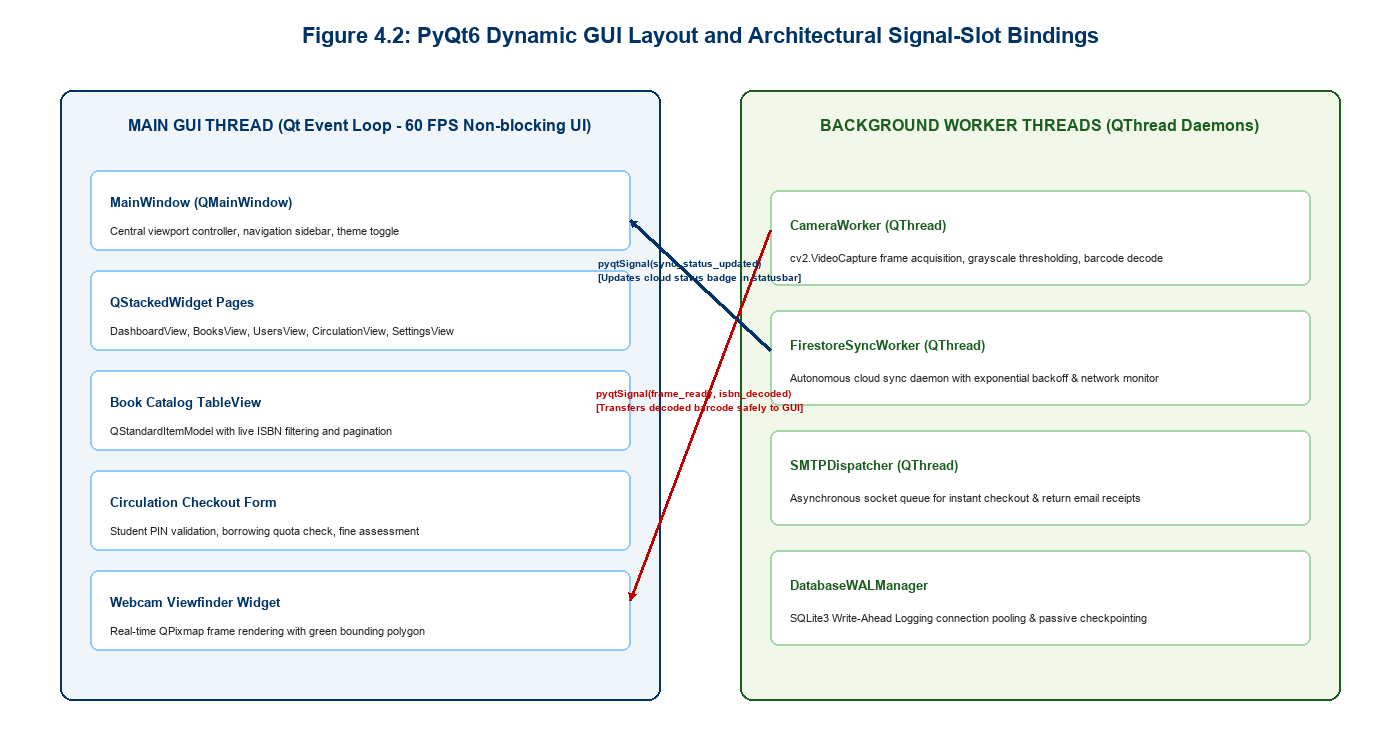 Figure 4.2: PyQt6 Dynamic GUI Layout and Architectural Signal-Slot Bindings
MAIN GUI THREAD (Qt Event Loop - 60 FPS Non-blocking UI)
MainWindow (QMainWindow)
Central viewport controller, navigation sidebar, theme toggle
QStackedWidget Pages
DashboardView, BooksView, UsersView, CirculationView, SettingsView
Book Catalog TableView
QStandardItemModel with live ISBN filtering and pagination
Circulation Checkout Form
Student PIN validation, borrowing quota check, fine assessment
Webcam Viewfinder Widget
Real-time QPixmap frame rendering with green bounding polygon
pyqtSignal(sync_status_updated)
[Updates cloud status badge in statusbar]
pyqtSignal(frame_ready, isbn_decoded)
[Transfers decoded barcode safely to GUI]
BACKGROUND WORKER THREADS (QThread Daemons)
CameraWorker (QThread)
cv2.VideoCapture frame acquisition, grayscale thresholding, barcode decode
FirestoreSyncWorker (QThread)
Autonomous cloud sync daemon with exponential backoff & network monitor
SMTPDispatcher (QThread)
Asynchronous socket queue for instant checkout & return email receipts
DatabaseWALManager
SQLite3 Write-Ahead Logging connection pooling & passive checkpointing